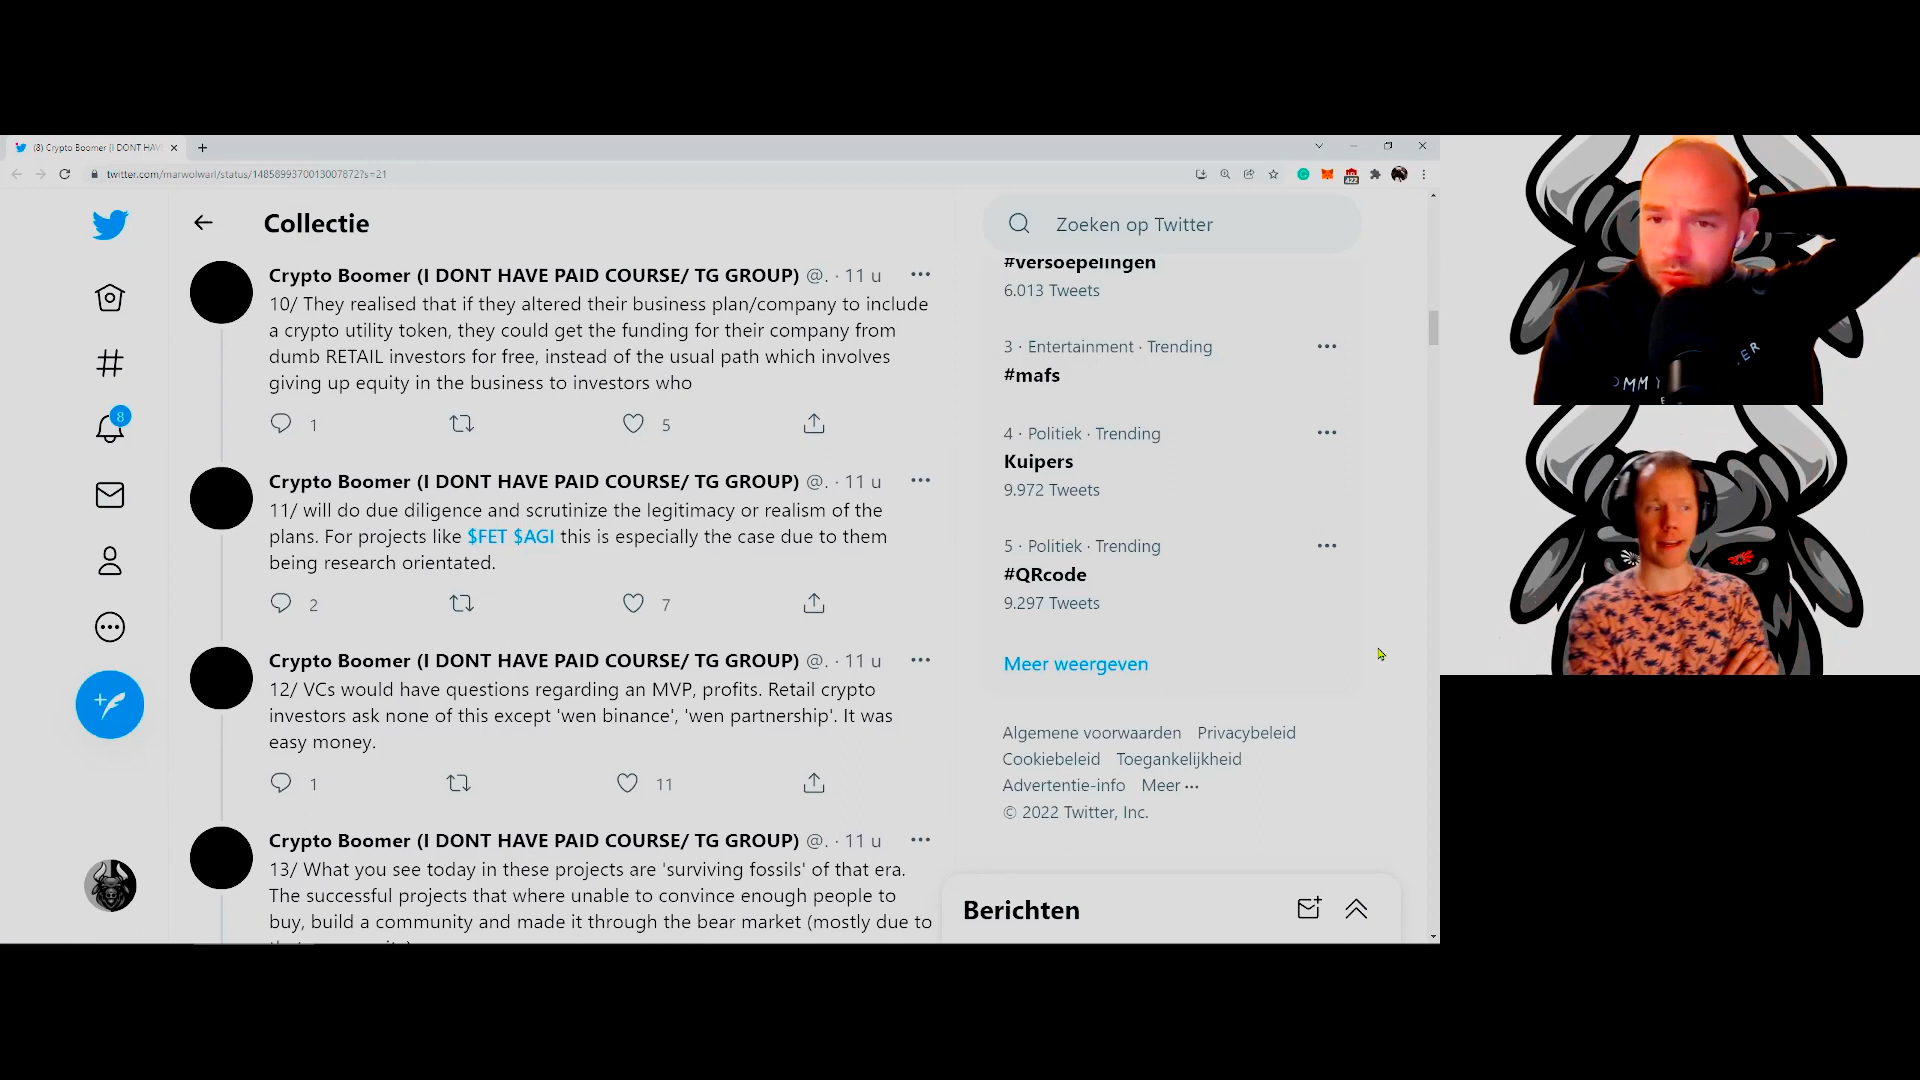 (8) Crypto Boomer (I DONT HAV
twitter.com/marwolwarl/status/1485899370013007872?s=21
Collectie
Zoeken op Twitter
Crypto Boomer (I DONT HAVE PAID COURSE/ TG GROUP) @. · 11 u
10/ They realised that if they altered their business plan/company to include
a crypto utility token, they could get the funding for their company from
dumb RETAIL investors for free, instead of the usual path which involves
giving up equity in the business to investors who
1
5
8
Crypto Boomer (I DONT HAVE PAID COURSE/ TG GROUP) @. · 11 u
11/ will do due diligence and scrutinize the legitimacy or realism of the
plans. For projects like $FET $AGI this is especially the case due to them
being research orientated.
2
7
Crypto Boomer (I DONT HAVE PAID COURSE/ TG GROUP) @. · 11 u
12/ VCs would have questions regarding an MVP, profits. Retail crypto
investors ask none of this except 'wen binance', 'wen partnership'. It was
easy money.
1
11
Crypto Boomer (I DONT HAVE PAID COURSE/ TG GROUP) @. · 11 u
13/ What you see today in these projects are 'surviving fossils' of that era.
The successful projects that where unable to convince enough people to
buy, build a community and made it through the bear market (mostly due to
#versoepelingen
6.013 Tweets
3 · Entertainment · Trending
#mafs
4 · Politiek · Trending
Kuipers
9.972 Tweets
5 · Politiek · Trending
#QRcode
9.297 Tweets
Meer weergeven
Algemene voorwaarden Privacybeleid
Cookiebeleid Toegankelijkheid
Advertentie-info Meer ···
© 2022 Twitter, Inc.
Berichten